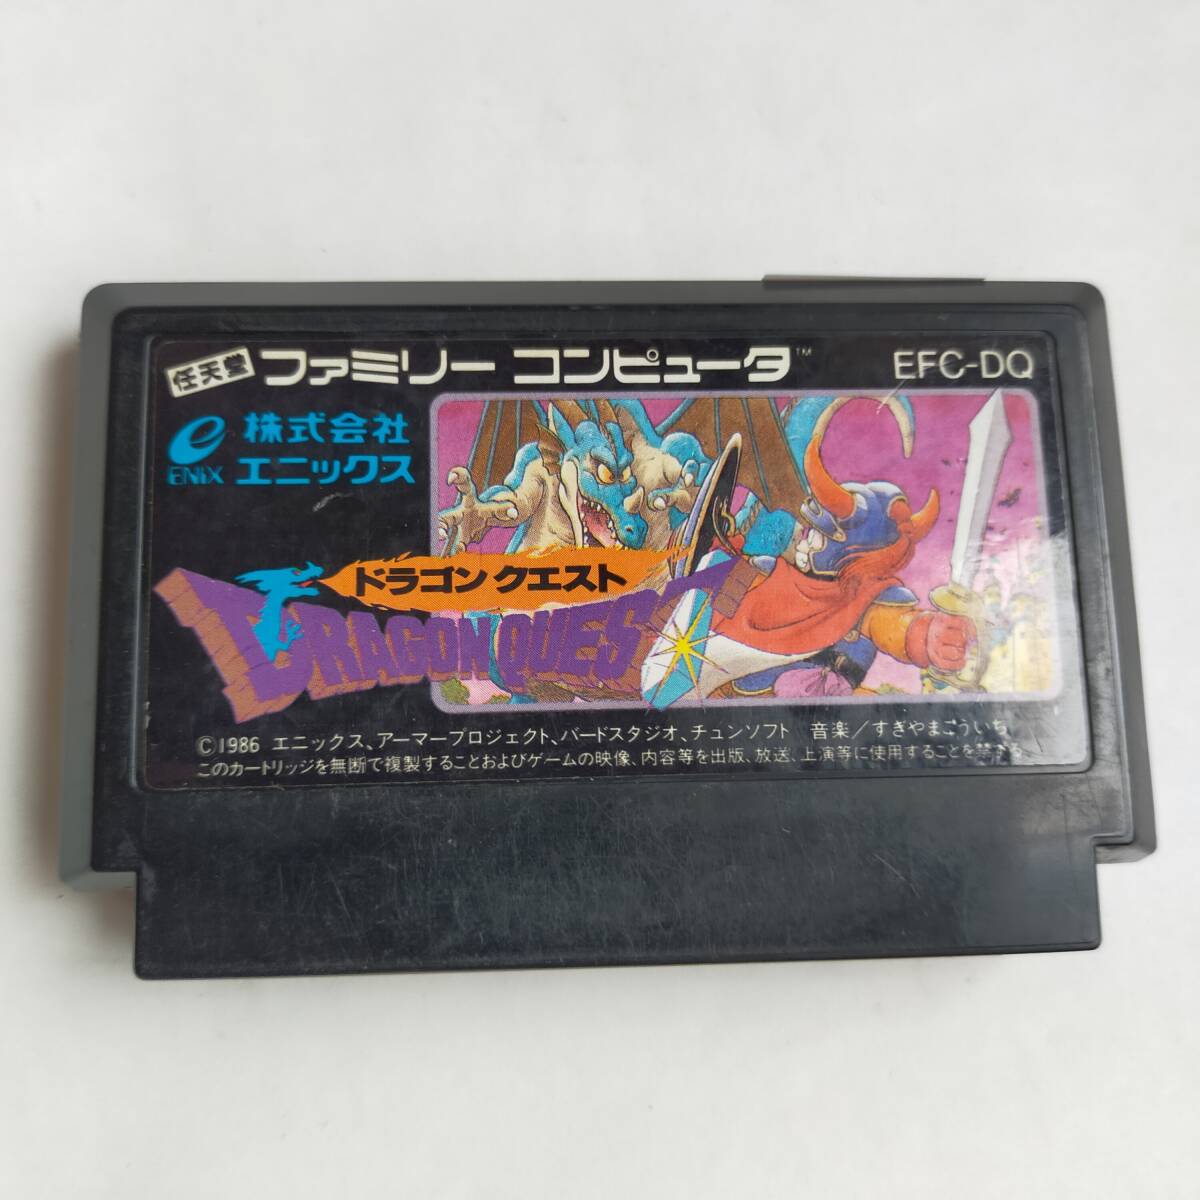 任天堂 ファミリー コンピュータ™ EFC-DQ
ENIX 株式会社
エニックス
ドラゴン クエスト
DRAGON QUEST
©1986 エニックス、アーマープロジェクト、バードスタジオ、チュンソフト 音楽/すぎやまこういち
このカートリッジを無断で複製することおよびゲームの映像、内容等を出版、放送、上演等に使用することを禁ずる